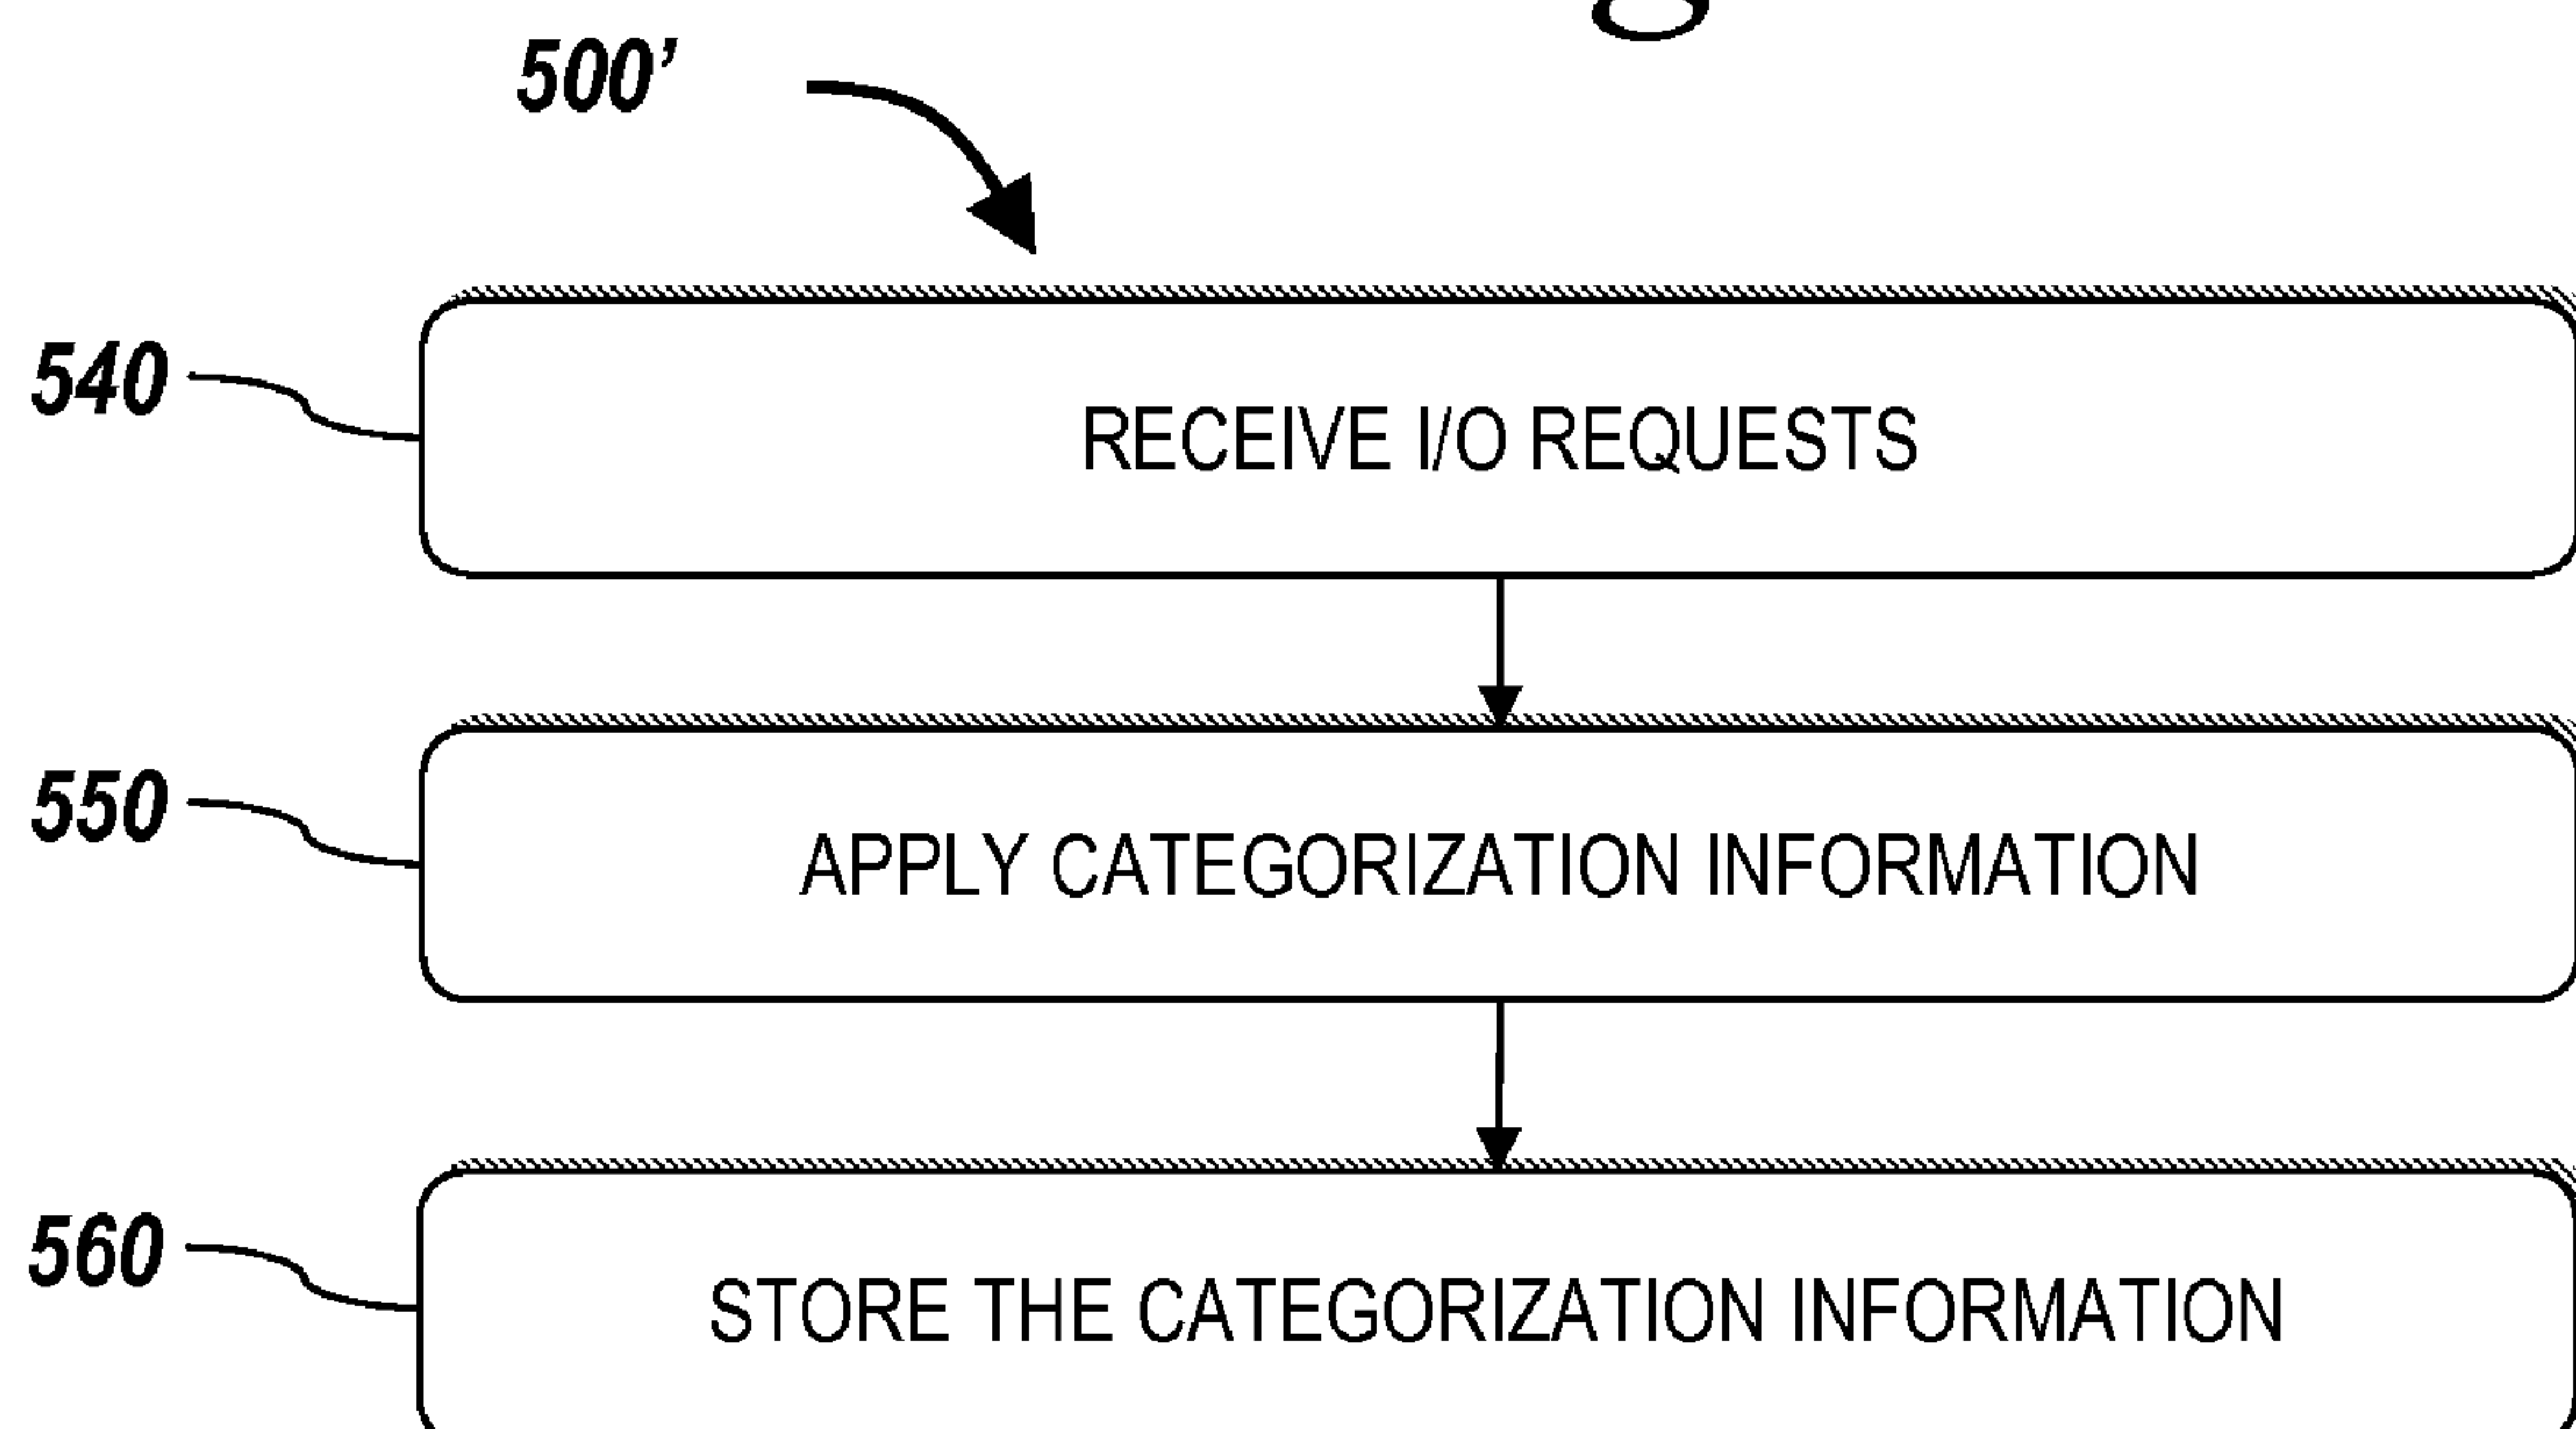 500’
540
RECEIVE I/O REQUESTS
550
APPLY CATEGORIZATION INFORMATION
560
STORE THE CATEGORIZATION INFORMATION